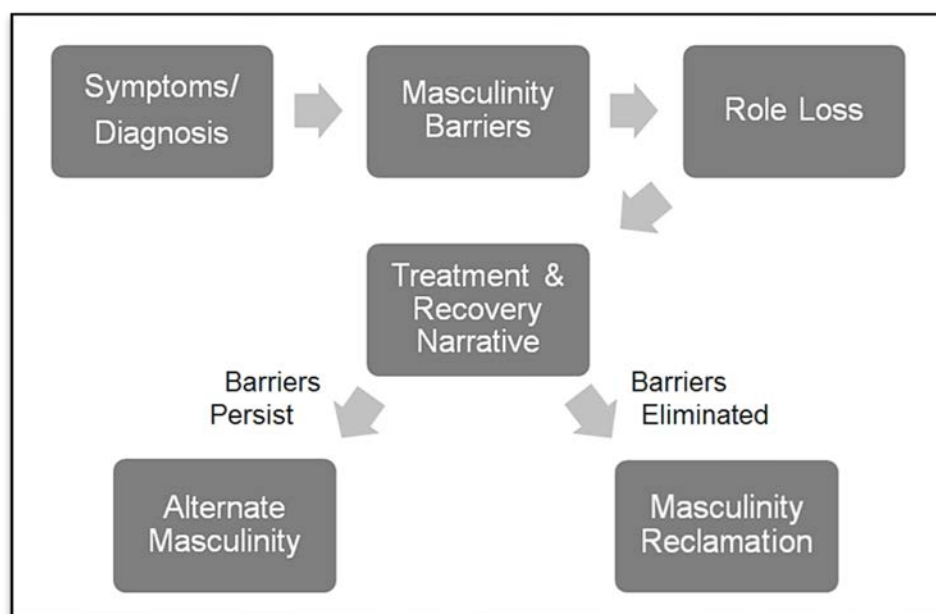 Symptoms/
Diagnosis
Masculinity
Barriers
Role Loss
Treatment &
Recovery
Narrative
Barriers
Persist
Barriers
Eliminated
Alternate
Masculinity
Masculinity
Reclamation